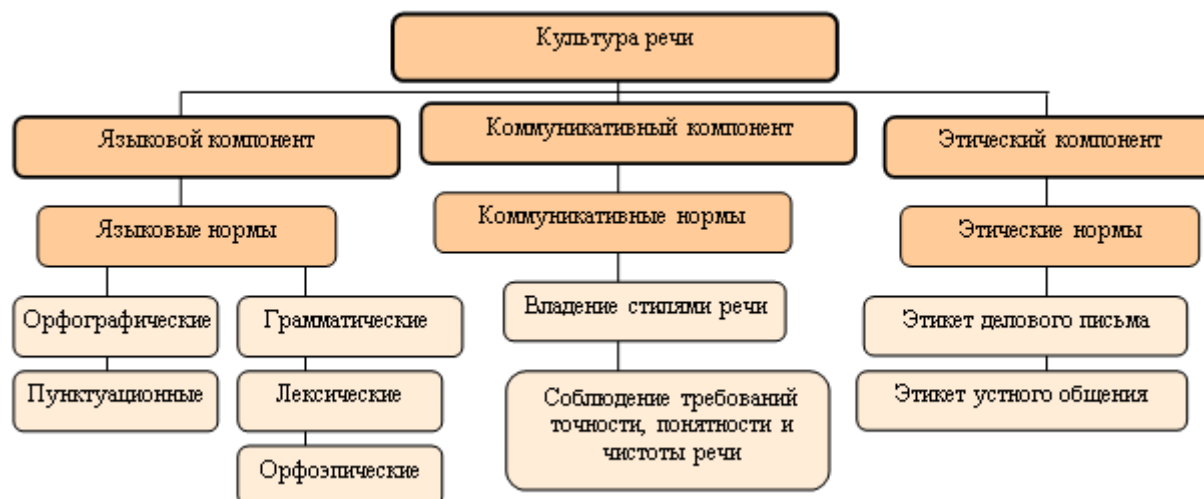 Культура речи
Языковой компонент
Коммуникативный компонент
Этический компонент
Языковые нормы
Коммуникативные нормы
Этические нормы
Орфографические
Грамматические
Владение стилями речи
Этикет делового письма
Пунктуационные
Лексические
Соблюдение требований
точности, понятности и
чистоты речи
Этикет устного общения
Орфоэпические